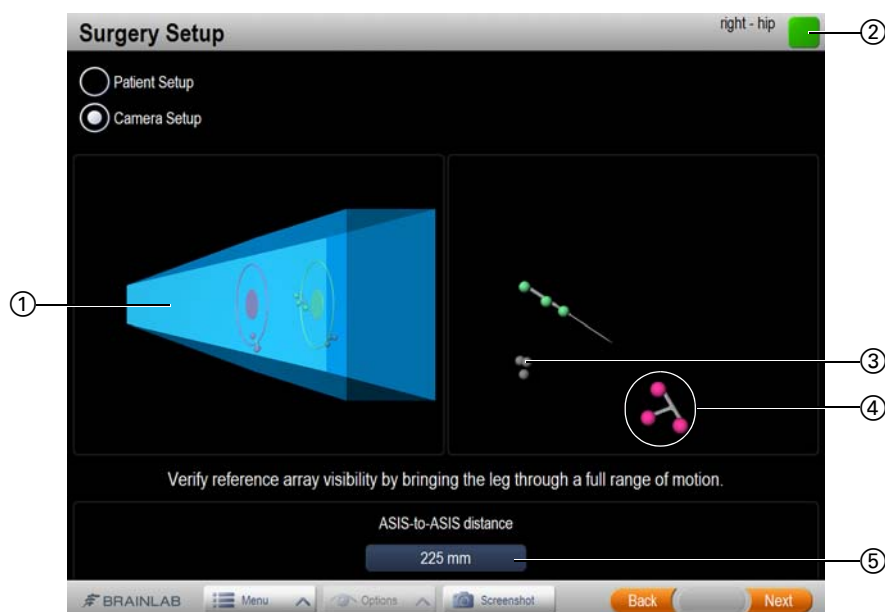 Surgery Setup
right - hip
②
Patient Setup
Camera Setup
①
③
④
Verify reference array visibility by bringing the leg through a full range of motion.
ASIS-to-ASIS distance
225 mm
⑤
BRAINLAB
Menu
Options
Screenshot
Back
Next